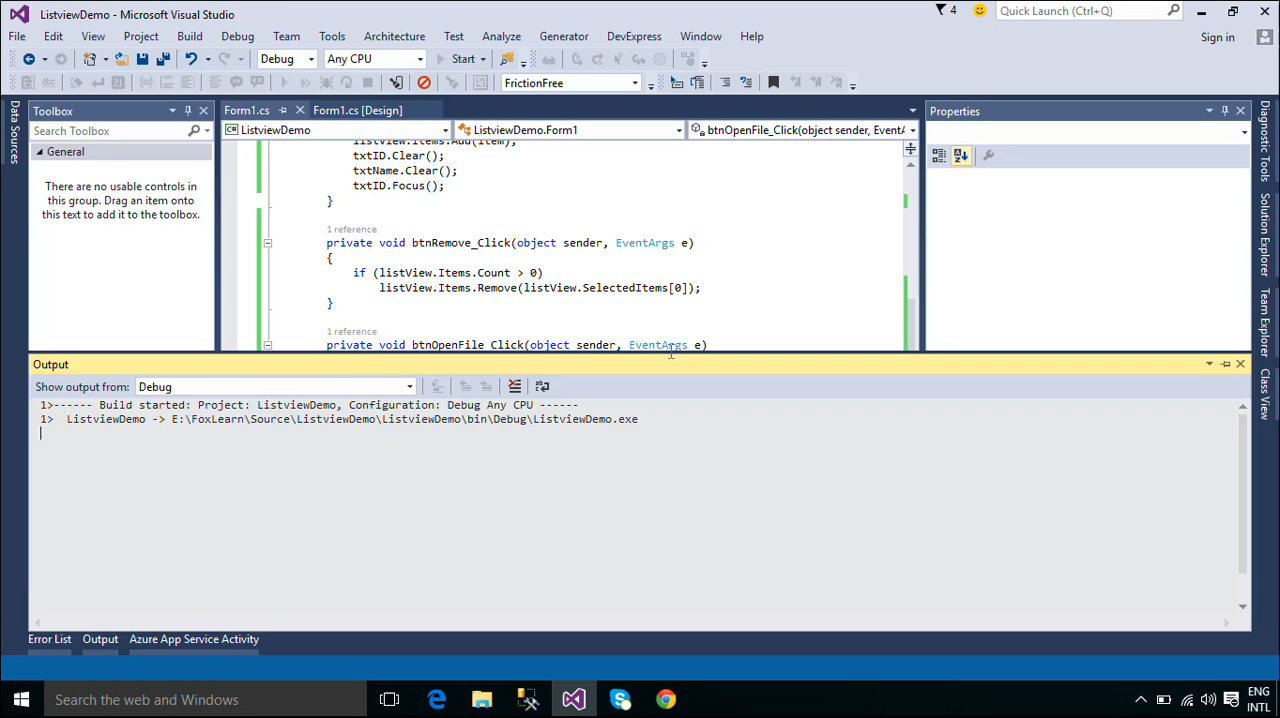 ListviewDemo - Microsoft Visual Studio
4
Quick Launch (Ctrl+Q)
File Edit View Project Build Debug Team Tools Architecture Test Analyze Generator DevExpress Window Help
Sign in
Debug Any CPU Start
FrictionFree
Data Sources
Toolbox
Search Toolbox
General
There are no usable controls in
this group. Drag an item onto
this text to add it to the toolbox.
Form1.cs Form1.cs [Design]
ListviewDemo ListviewDemo.Form1 btnOpenFile_Click(object sender, EventA
listView.Items.Add(item);
txtID.Clear();
txtName.Clear();
txtID.Focus();
}
1 reference
private void btnRemove_Click(object sender, EventArgs e)
{
if (listView.Items.Count > 0)
listView.Items.Remove(listView.SelectedItems[0]);
}
1 reference
private void btnOpenFile_Click(object sender, EventArgs e)
Properties
Diagnostic Tools
Solution Explorer
Team Explorer
Class View
Output
Show output from: Debug
1>------ Build started: Project: ListviewDemo, Configuration: Debug Any CPU ------
1> ListviewDemo -> E:\FoxLearn\Source\ListviewDemo\ListviewDemo\bin\Debug\ListviewDemo.exe
Error List Output Azure App Service Activity
Search the web and Windows
ENG
INTL